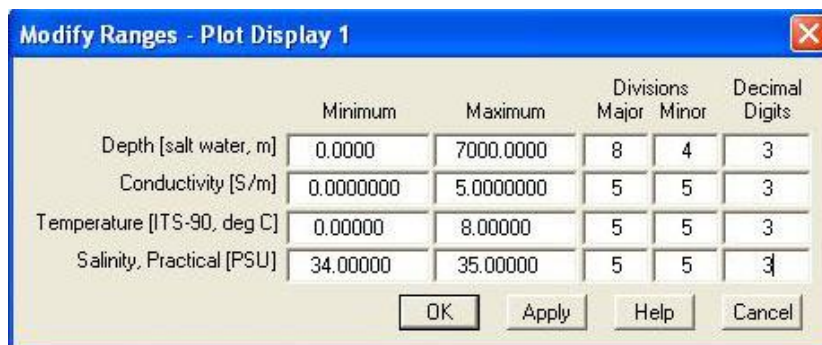 Modify Ranges - Plot Display 1
Divisions Decimal
Minimum Maximum Major Minor Digits
Depth [salt water, m] 0.0000 7000.0000 8 4 3
Conductivity [S/m] 0.0000000 5.0000000 5 5 3
Temperature [ITS-90, deg C] 0.00000 8.00000 5 5 3
Salinity, Practical [PSU] 34.00000 35.00000 5 5 3
OK Apply Help Cancel